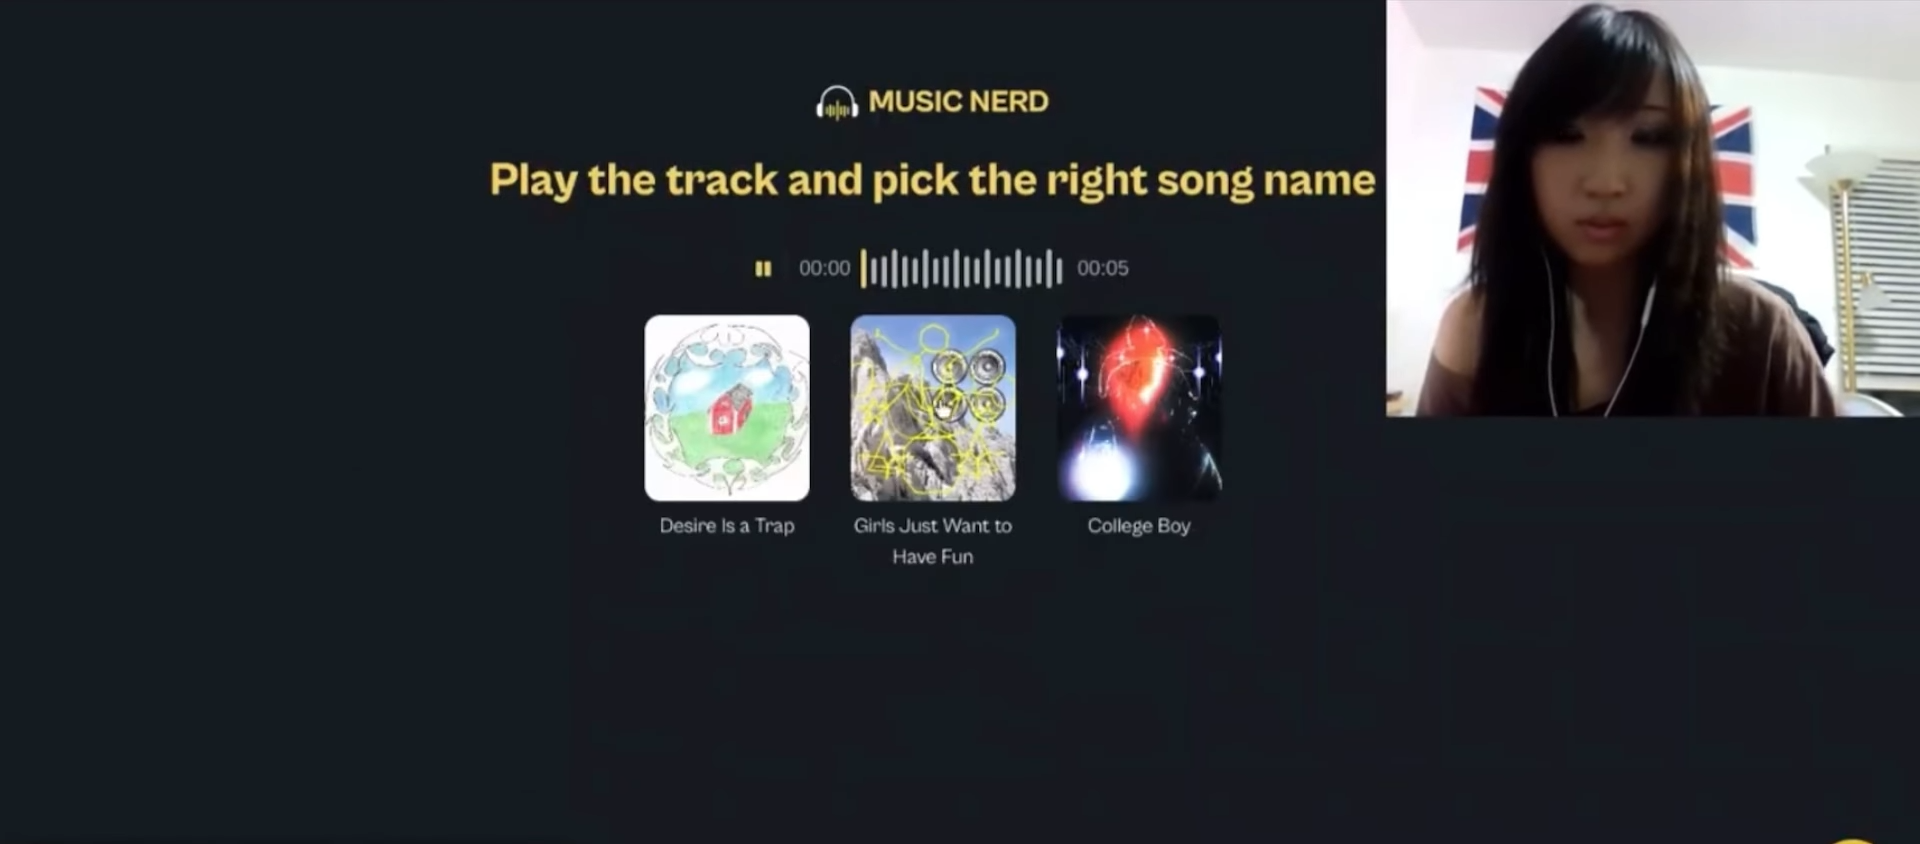 MUSIC NERD
Play the track and pick the right song name
00:00
00:05
Desire Is a Trap
Girls Just Want to
Have Fun
College Boy